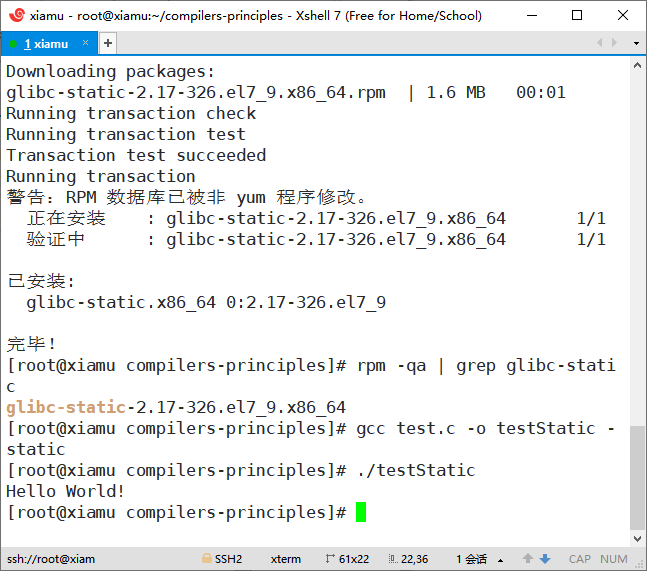 xiamu - root@xiamu:~/compilers-principles - Xshell 7 (Free for Home/School)
1 xiamu × +
Downloading packages:
glibc-static-2.17-326.el7_9.x86_64.rpm | 1.6 MB 00:01
Running transaction check
Running transaction test
Transaction test succeeded
Running transaction
警告：RPM 数据库已被非 yum 程序修改。
正在安装 : glibc-static-2.17-326.el7_9.x86_64 1/1
验证中 : glibc-static-2.17-326.el7_9.x86_64 1/1
已安装:
glibc-static.x86_64 0:2.17-326.el7_9
完毕！
[root@xiamu compilers-principles]# rpm -qa | grep glibc-stati
c
glibc-static-2.17-326.el7_9.x86_64
[root@xiamu compilers-principles]# gcc test.c -o testStatic -
static
[root@xiamu compilers-principles]# ./testStatic
Hello World!
[root@xiamu compilers-principles]#
ssh://root@xiam SSH2 xterm 61x22 22,36 1 会话 CAP NUM